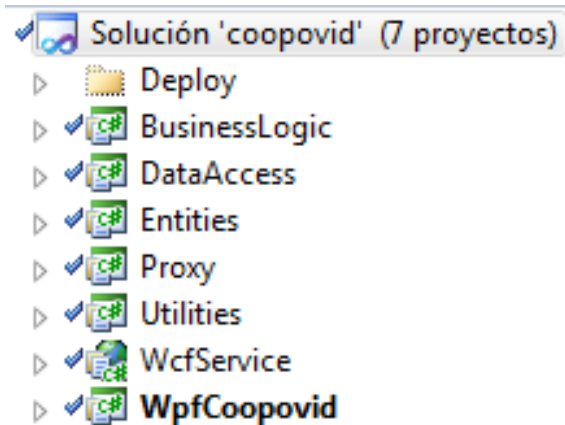 Solución 'coopovid' (7 proyectos)
Deploy
C# BusinessLogic
C# DataAccess
C# Entities
C# Proxy
C# Utilities
C# WcfService
C# WpfCoopovid